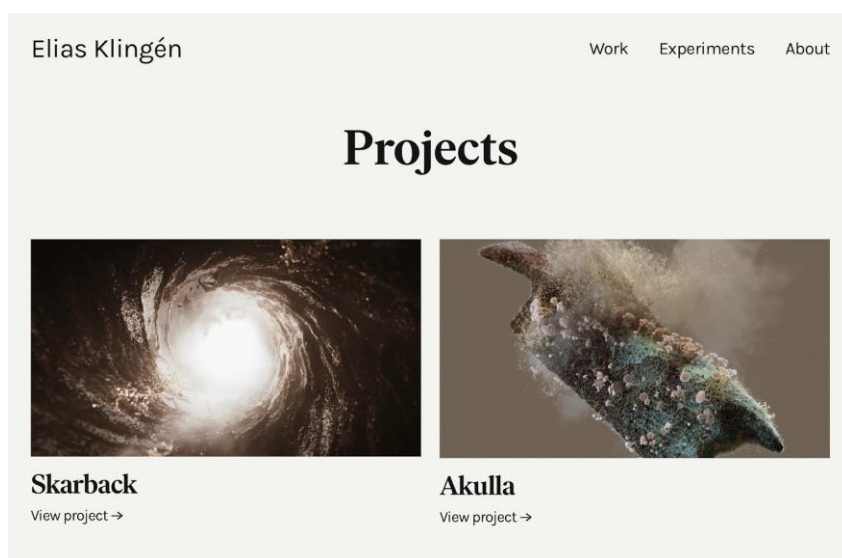 Elias Klingén
Work Experiments About
Projects
Skarback
View project →
Akulla
View project →